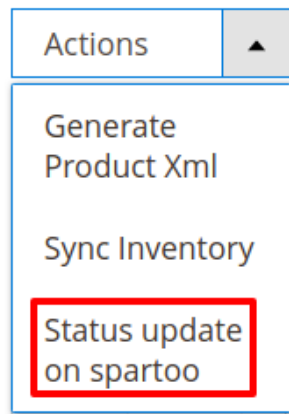 Actions
Generate
Product Xml
Sync Inventory
Status update
on spartoo